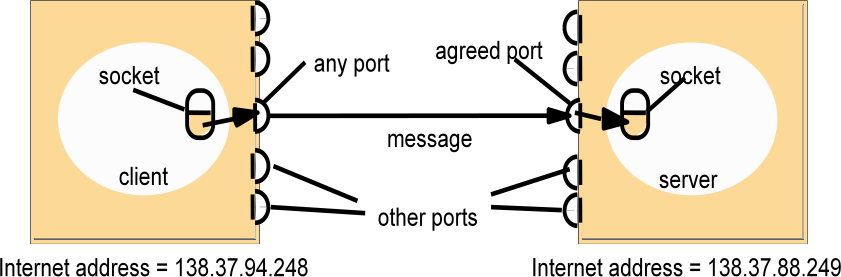 agreed port
any port
socket
socket
message
client
server
other ports
Internet address = 138.37.94.248
Internet address = 138.37.88.249